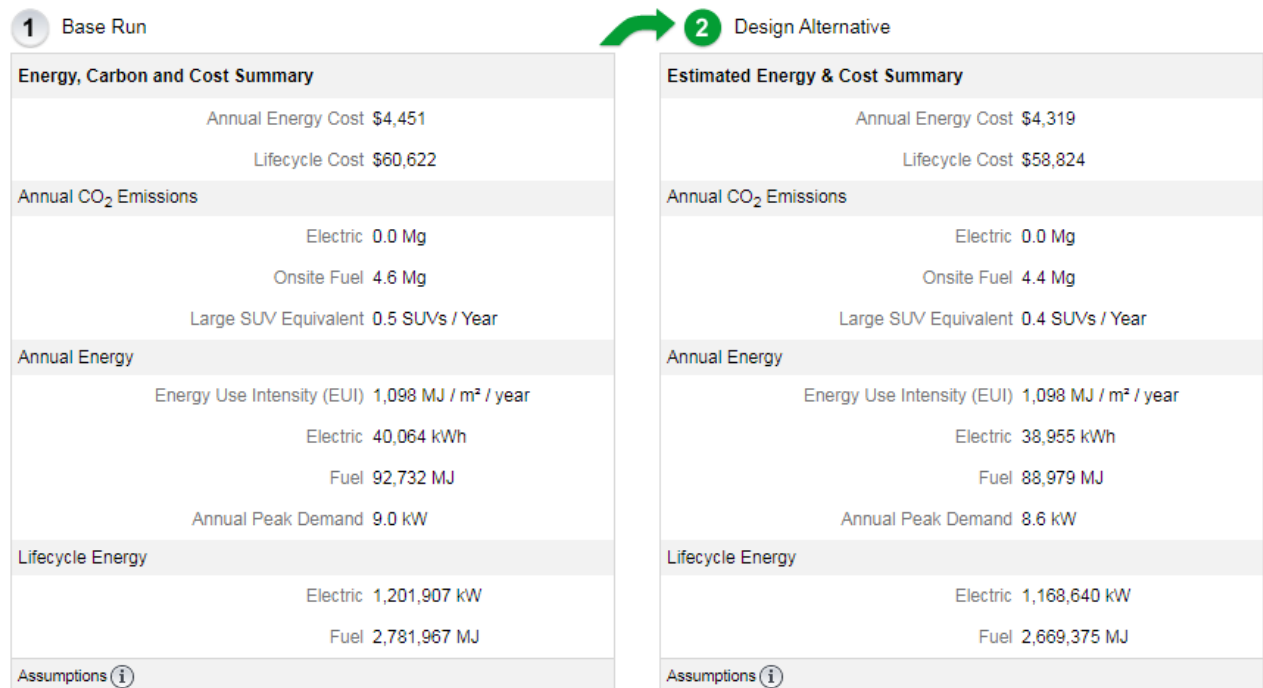 1 Base Run
Energy, Carbon and Cost Summary
Annual Energy Cost $4,451
Lifecycle Cost $60,622
Annual CO2 Emissions
Electric 0.0 Mg
Onsite Fuel 4.6 Mg
Large SUV Equivalent 0.5 SUVs / Year
Annual Energy
Energy Use Intensity (EUI) 1,098 MJ / m² / year
Electric 40,064 kWh
Fuel 92,732 MJ
Annual Peak Demand 9.0 kW
Lifecycle Energy
Electric 1,201,907 kW
Fuel 2,781,967 MJ
Assumptions i
2 Design Alternative
Estimated Energy & Cost Summary
Annual Energy Cost $4,319
Lifecycle Cost $58,824
Annual CO2 Emissions
Electric 0.0 Mg
Onsite Fuel 4.4 Mg
Large SUV Equivalent 0.4 SUVs / Year
Annual Energy
Energy Use Intensity (EUI) 1,098 MJ / m² / year
Electric 38,955 kWh
Fuel 88,979 MJ
Annual Peak Demand 8.6 kW
Lifecycle Energy
Electric 1,168,640 kW
Fuel 2,669,375 MJ
Assumptions i